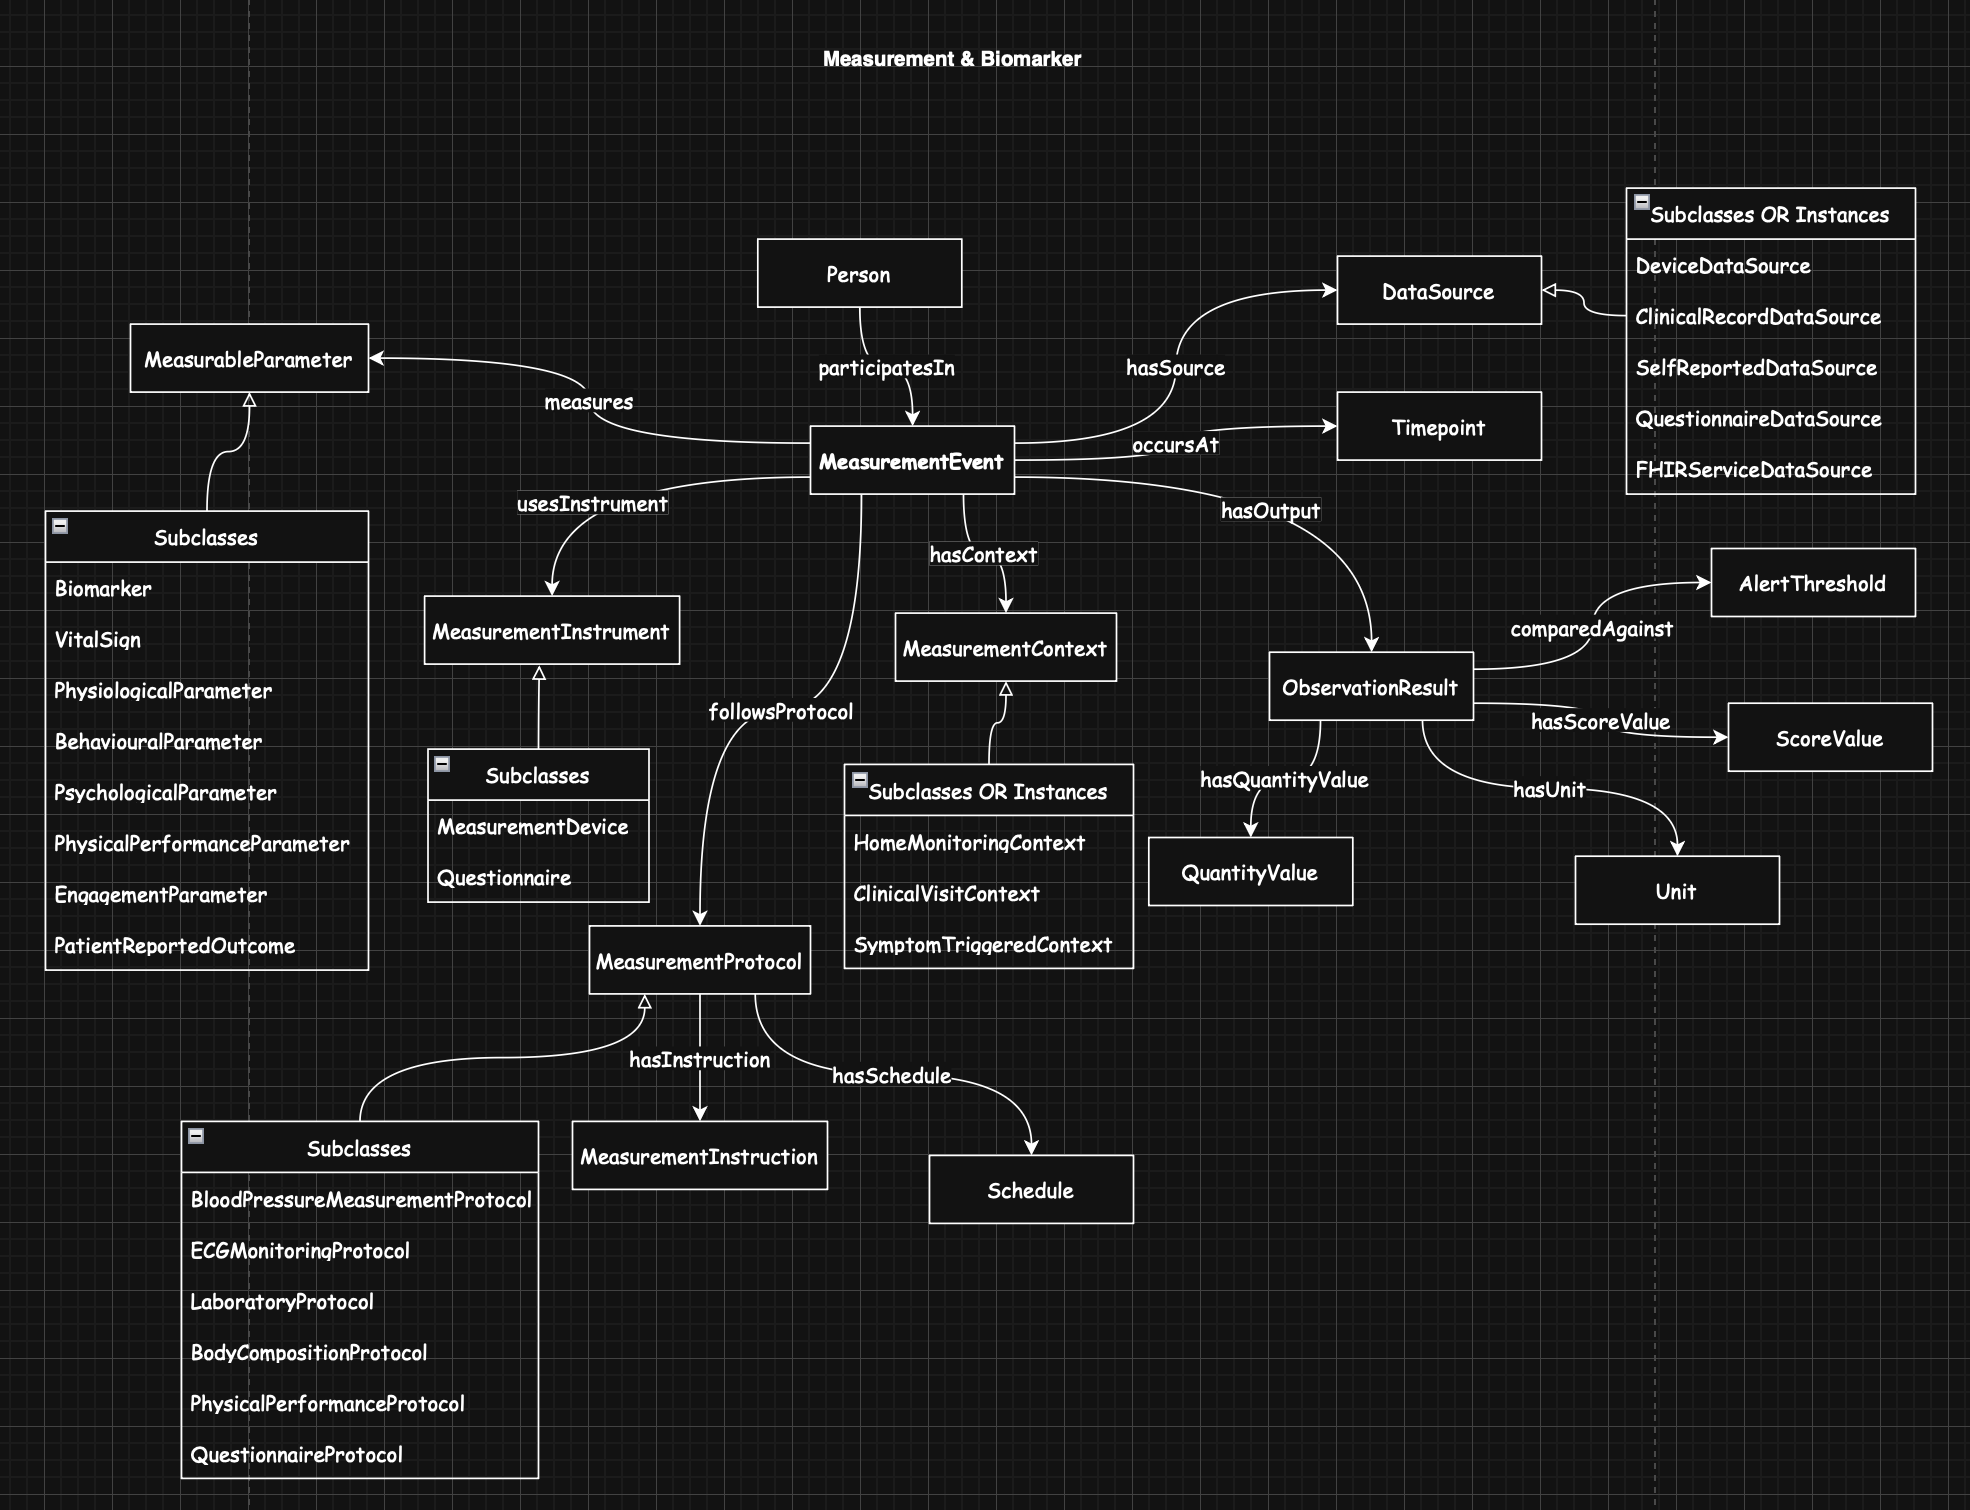 Measurement & Biomarker
Subclasses OR Instances
DeviceDataSource
ClinicalRecordDataSource
SelfReportedDataSource
QuestionnaireDataSource
FHIRServiceDataSource
Person
DataSource
MeasurableParameter
participatesIn
hasSource
measures
Timepoint
occursAt
MeasurementEvent
usesInstrument
hasOutput
hasContext
Subclasses
Biomarker
VitalSign
PhysiologicalParameter
BehaviouralParameter
PsychologicalParameter
PhysicalPerformanceParameter
EngagementParameter
PatientReportedOutcome
MeasurementInstrument
MeasurementContext
AlertThreshold
comparedAgainst
ObservationResult
followsProtocol
hasScoreValue
ScoreValue
hasQuantityValue
hasUnit
Subclasses
MeasurementDevice
Questionnaire
Subclasses OR Instances
HomeMonitoringContext
ClinicalVisitContext
SymptomTriggeredContext
QuantityValue
Unit
MeasurementProtocol
hasInstruction
hasSchedule
Subclasses
BloodPressureMeasurementProtocol
ECGMonitoringProtocol
LaboratoryProtocol
BodyCompositionProtocol
PhysicalPerformanceProtocol
QuestionnaireProtocol
MeasurementInstruction
Schedule